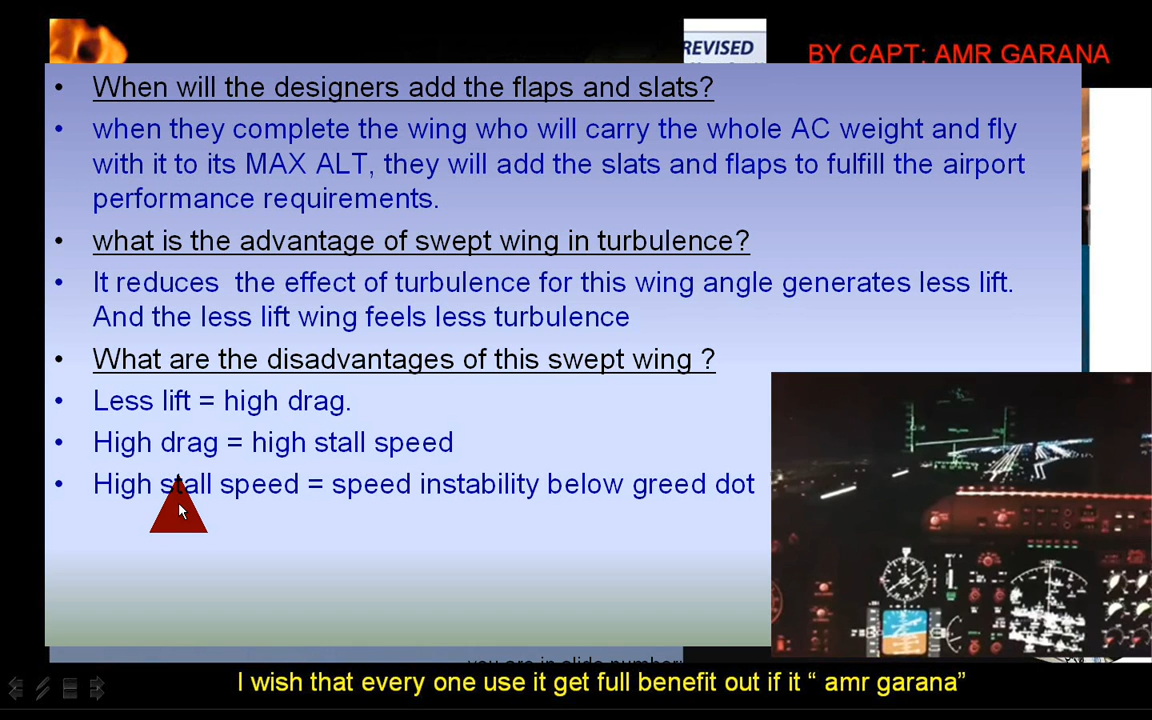 REVISED
BY CAPT: AMR GARANA
• When will the designers add the flaps and slats?
• when they complete the wing who will carry the whole AC weight and fly
with it to its MAX ALT, they will add the slats and flaps to fulfill the airport
performance requirements.
• what is the advantage of swept wing in turbulence?
• It reduces the effect of turbulence for this wing angle generates less lift.
And the less lift wing feels less turbulence
• What are the disadvantages of this swept wing ?
• Less lift = high drag.
• High drag = high stall speed
• High stall speed = speed instability below greed dot
you are in slide number:
I wish that every one use it get full benefit out if it “ amr garana”